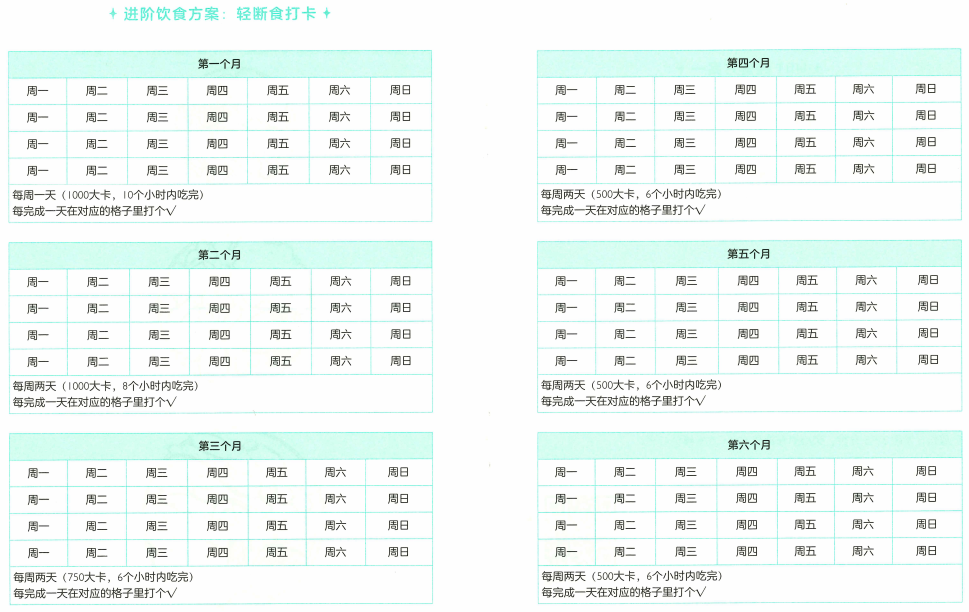 ✦ 进阶饮食方案：轻断食打卡 ✦
第一个月
周一 周二 周三 周四 周五 周六 周日
周一 周二 周三 周四 周五 周六 周日
周一 周二 周三 周四 周五 周六 周日
周一 周二 周三 周四 周五 周六 周日
每周一天（1000大卡，10个小时内吃完）
每完成一天在对应的格子里打个√
第二个月
周一 周二 周三 周四 周五 周六 周日
周一 周二 周三 周四 周五 周六 周日
周一 周二 周三 周四 周五 周六 周日
周一 周二 周三 周四 周五 周六 周日
每周两天（1000大卡，8个小时内吃完）
每完成一天在对应的格子里打个√
第三个月
周一 周二 周三 周四 周五 周六 周日
周一 周二 周三 周四 周五 周六 周日
周一 周二 周三 周四 周五 周六 周日
周一 周二 周三 周四 周五 周六 周日
每周两天（750大卡，6个小时内吃完）
每完成一天在对应的格子里打个√
第四个月
周一 周二 周三 周四 周五 周六 周日
周一 周二 周三 周四 周五 周六 周日
周一 周二 周三 周四 周五 周六 周日
周一 周二 周三 周四 周五 周六 周日
每周两天（500大卡，6个小时内吃完）
每完成一天在对应的格子里打个√
第五个月
周一 周二 周三 周四 周五 周六 周日
周一 周二 周三 周四 周五 周六 周日
周一 周二 周三 周四 周五 周六 周日
周一 周二 周三 周四 周五 周六 周日
每周两天（500大卡，6个小时内吃完）
每完成一天在对应的格子里打个√
第六个月
周一 周二 周三 周四 周五 周六 周日
周一 周二 周三 周四 周五 周六 周日
周一 周二 周三 周四 周五 周六 周日
周一 周二 周三 周四 周五 周六 周日
每周两天（500大卡，6个小时内吃完）
每完成一天在对应的格子里打个√